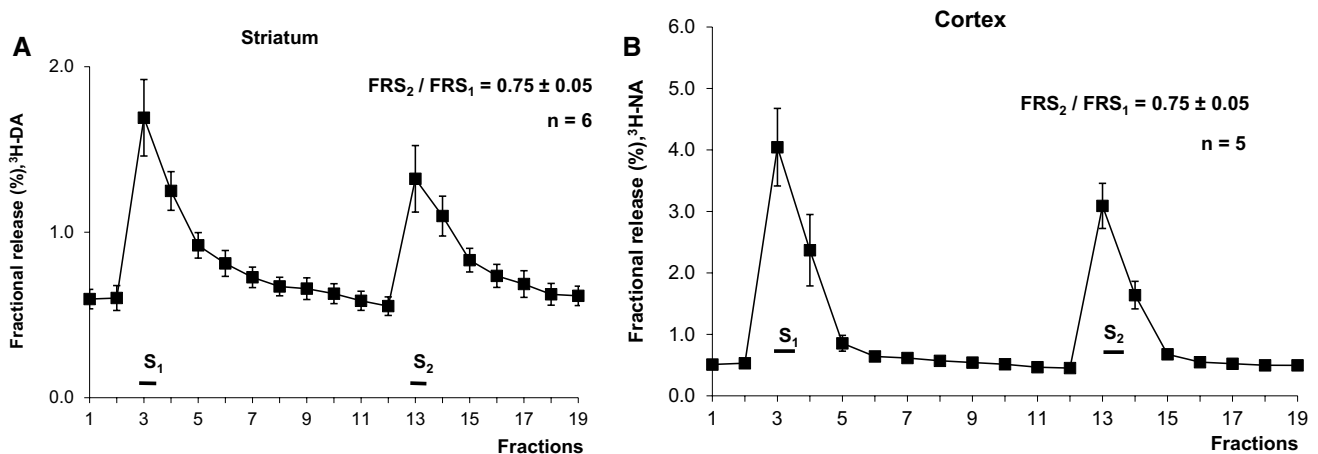 A
Striatum
Fractional release (%),³H-DA
2.0
1.0
0.0
FRS₂ / FRS₁ = 0.75 ± 0.05
n = 6
S₁
S₂
1 3 5 7 9 11 13 15 17 19
Fractions
B
Cortex
Fractional release (%),³H-NA
6.0
5.0
4.0
3.0
2.0
1.0
0.0
FRS₂ / FRS₁ = 0.75 ± 0.05
n = 5
S₁
S₂
1 3 5 7 9 11 13 15 17 19
Fractions